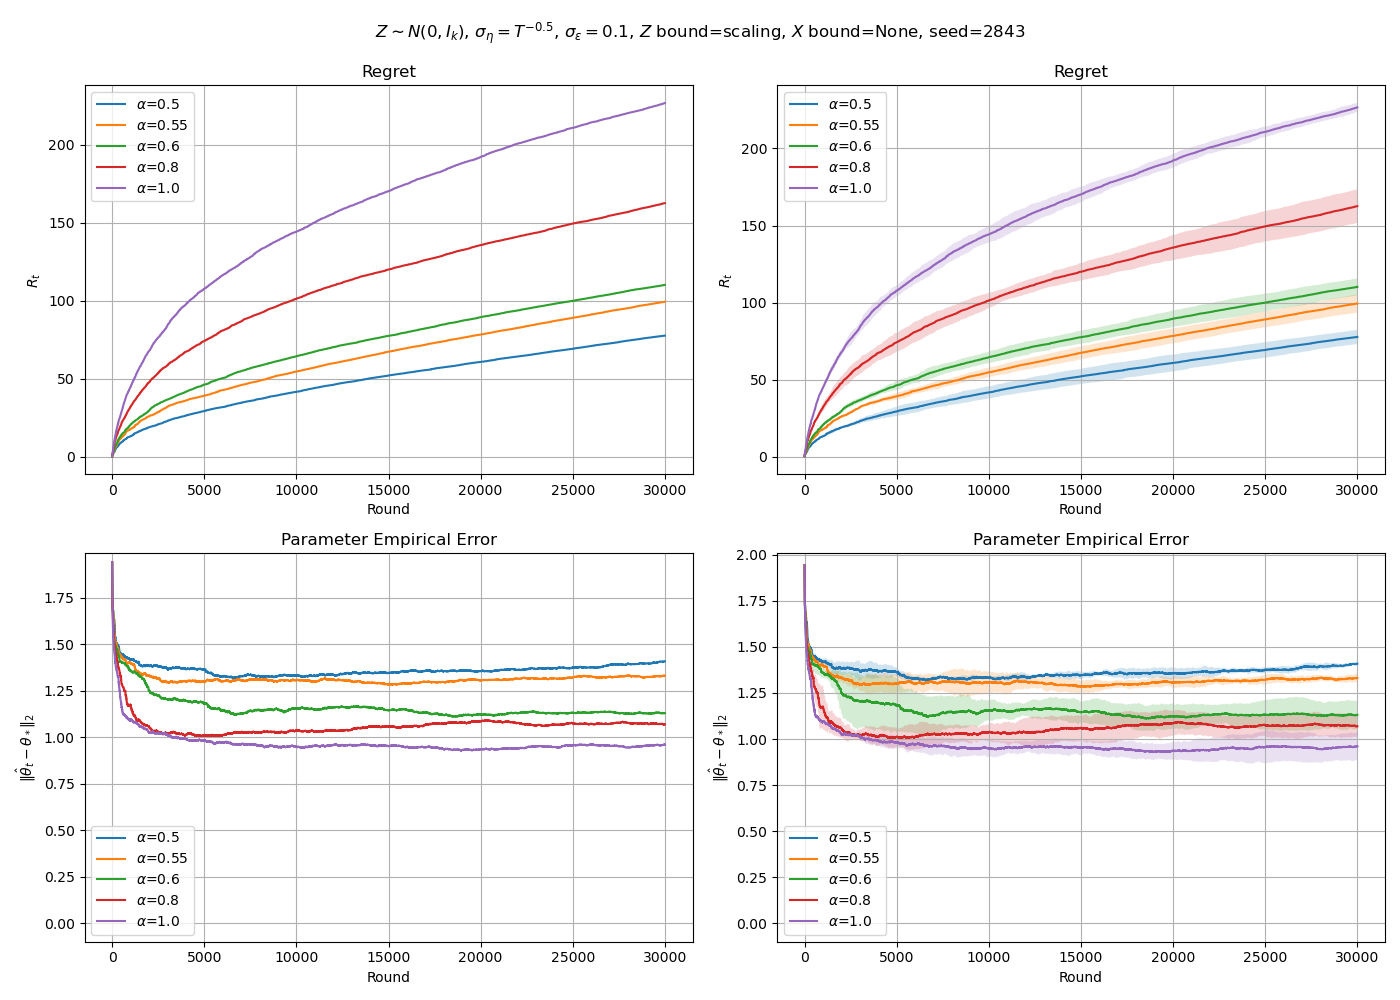 Z ~ N(0, I_k), σ_η = T^−0.5, σ_ε = 0.1, Z bound=scaling, X bound=None, seed=2843
Regret
α=0.5
α=0.55
α=0.6
α=0.8
α=1.0
200
150
100
50
0
R_t
0 5000 10000 15000 20000 25000 30000
Round
Regret
α=0.5
α=0.55
α=0.6
α=0.8
α=1.0
200
150
100
50
0
R_t
0 5000 10000 15000 20000 25000 30000
Round
Parameter Empirical Error
1.75
1.50
1.25
1.00
0.75
0.50
0.25
0.00
‖θ̂_t − θ_*‖_2
α=0.5
α=0.55
α=0.6
α=0.8
α=1.0
0 5000 10000 15000 20000 25000 30000
Round
Parameter Empirical Error
2.00
1.75
1.50
1.25
1.00
0.75
0.50
0.25
0.00
‖θ̂_t − θ_*‖_2
α=0.5
α=0.55
α=0.6
α=0.8
α=1.0
0 5000 10000 15000 20000 25000 30000
Round